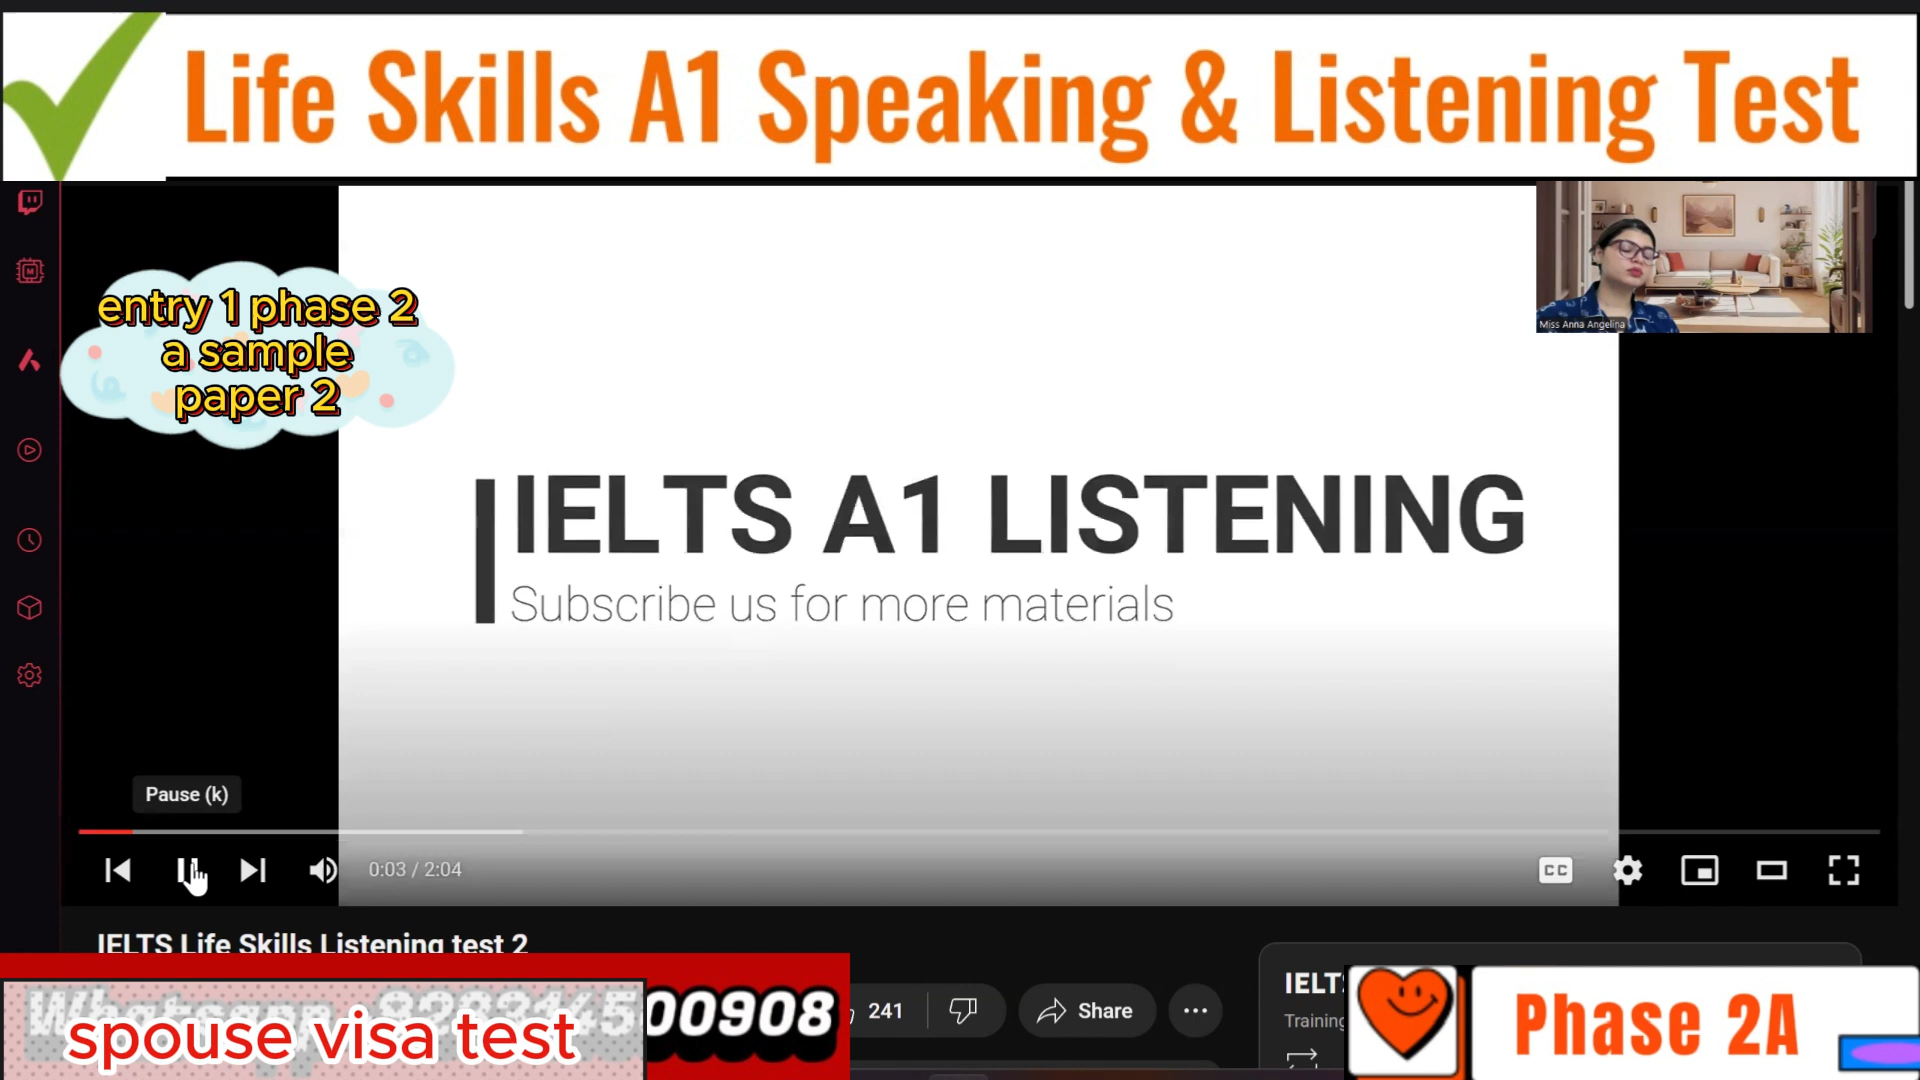 Life Skills A1 Speaking & Listening Test
entry 1 phase 2
a sample
paper 2
Miss Anna Angelina
IELTS A1 LISTENING
Subscribe us for more materials
Pause (k)
0:03 / 2:04
CC
IELTS Life Skills Listening test 2
00908
spouse visa test
241
Share
IELTS
Training
Phase 2A